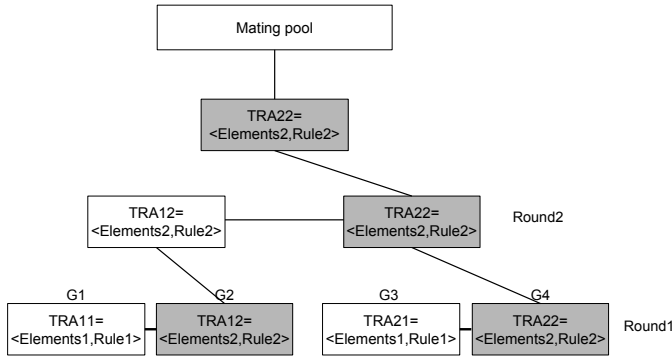 Mating pool
TRA22=
<Elements2,Rule2>
TRA12=
<Elements2,Rule2>
TRA22=
<Elements2,Rule2>
Round2
G1
G2
G3
G4
TRA11=
<Elements1,Rule1>
TRA12=
<Elements2,Rule2>
TRA21=
<Elements1,Rule1>
TRA22=
<Elements2,Rule2>
Round1